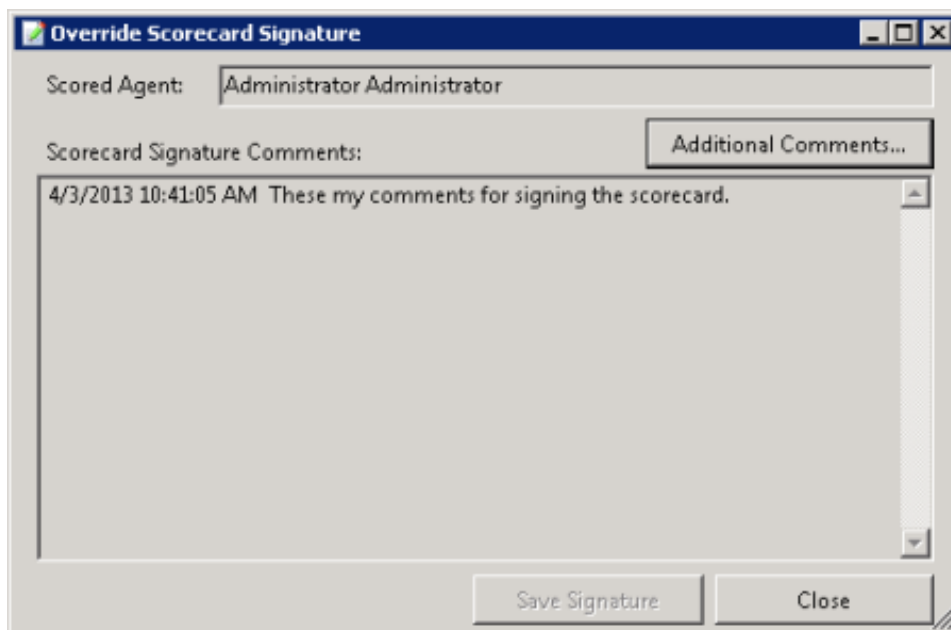 Override Scorecard Signature
Scored Agent: Administrator Administrator
Additional Comments...
Scorecard Signature Comments:
4/3/2013 10:41:05 AM  These my comments for signing the scorecard.
Save Signature Close